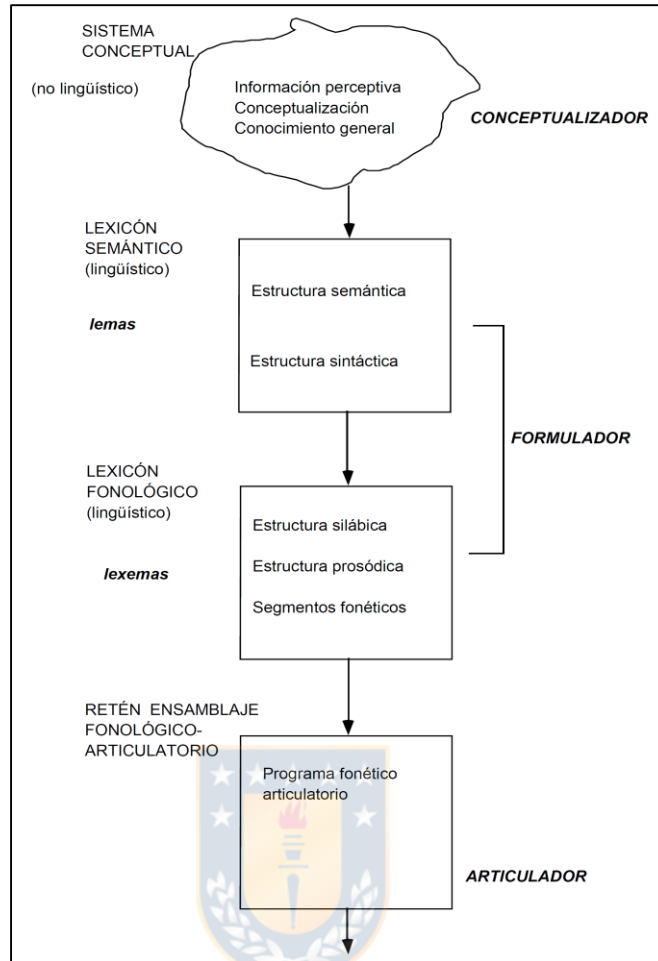 SISTEMA
CONCEPTUAL
(no lingüístico)
Información perceptiva
Conceptualización
Conocimiento general
CONCEPTUALIZADOR
LEXICÓN
SEMÁNTICO
(lingüístico)
lemas
Estructura semántica
Estructura sintáctica
FORMULADOR
LEXICÓN
FONOLÓGICO
(lingüístico)
lexemas
Estructura silábica
Estructura prosódica
Segmentos fonéticos
RETÉN ENSAMBLAJE
FONOLÓGICO-
ARTICULATORIO
Programa fonético
articulatorio
ARTICULADOR